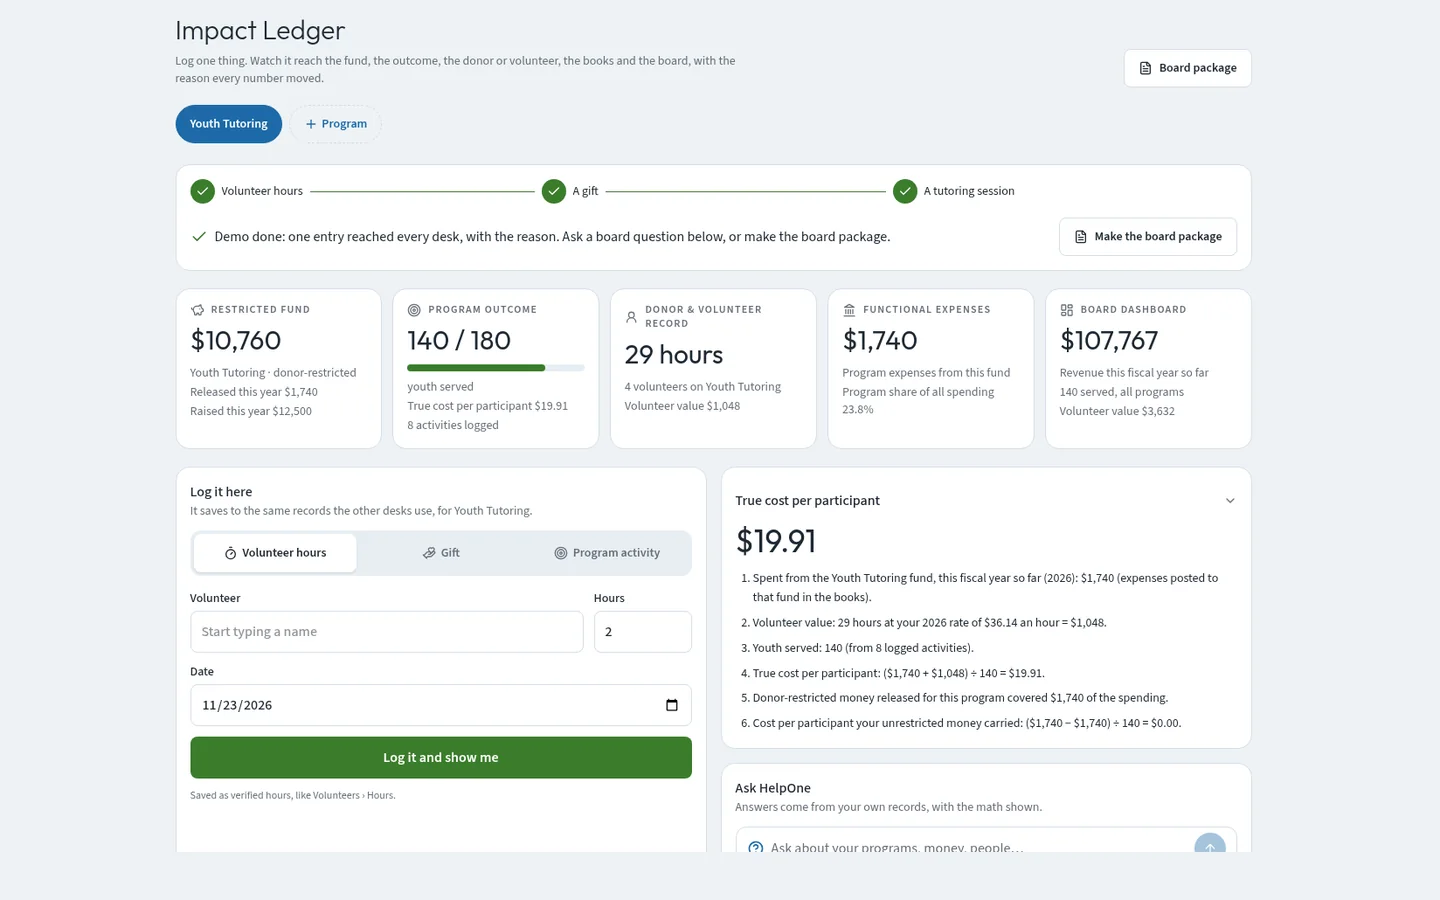 Impact Ledger
Log one thing. Watch it reach the fund, the outcome, the donor or volunteer, the books and the board, with the
reason every number moved.
Board package
Youth Tutoring
+ Program
Volunteer hours
A gift
A tutoring session
Demo done: one entry reached every desk, with the reason. Ask a board question below, or make the board package.
Make the board package
RESTRICTED FUND
$10,760
Youth Tutoring · donor-restricted
Released this year $1,740
Raised this year $12,500
PROGRAM OUTCOME
140 / 180
youth served
True cost per participant $19.91
8 activities logged
DONOR & VOLUNTEER
RECORD
29 hours
4 volunteers on Youth Tutoring
Volunteer value $1,048
FUNCTIONAL EXPENSES
$1,740
Program expenses from this fund
Program share of all spending
23.8%
BOARD DASHBOARD
$107,767
Revenue this fiscal year so far
140 served, all programs
Volunteer value $3,632
Log it here
It saves to the same records the other desks use, for Youth Tutoring.
Volunteer hours
Gift
Program activity
Volunteer
Hours
Start typing a name
2
Date
11/23/2026
Log it and show me
Saved as verified hours, like Volunteers › Hours.
True cost per participant
$19.91
1. Spent from the Youth Tutoring fund, this fiscal year so far (2026): $1,740 (expenses posted to
that fund in the books).
2. Volunteer value: 29 hours at your 2026 rate of $36.14 an hour = $1,048.
3. Youth served: 140 (from 8 logged activities).
4. True cost per participant: ($1,740 + $1,048) ÷ 140 = $19.91.
5. Donor-restricted money released for this program covered $1,740 of the spending.
6. Cost per participant your unrestricted money carried: ($1,740 − $1,740) ÷ 140 = $0.00.
Ask HelpOne
Answers come from your own records, with the math shown.
Ask about your programs, money, people…